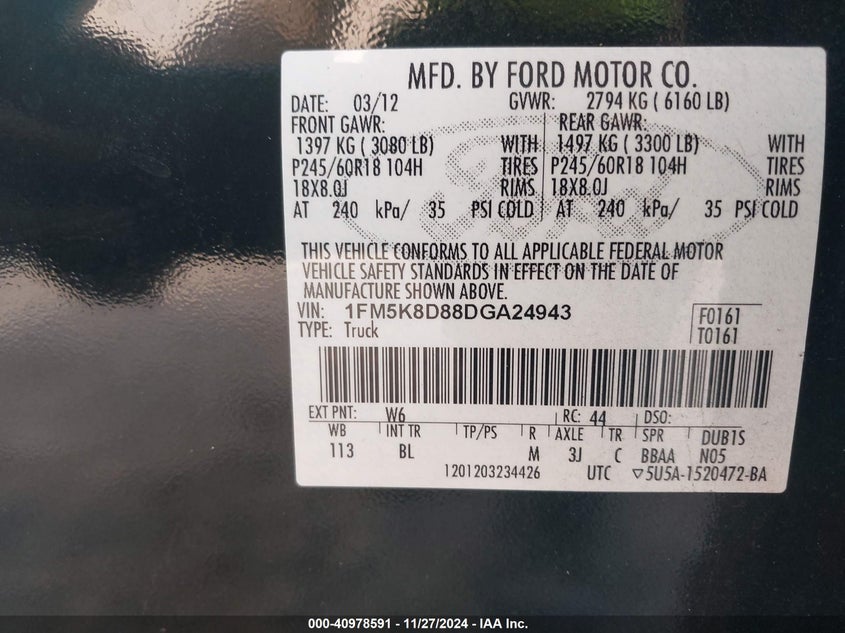 MFD. BY FORD MOTOR CO.
DATE: 03/12 GVWR: 2794 KG ( 6160 LB)
FRONT GAWR: REAR GAWR:
1397 KG ( 3080 LB) WITH 1497 KG ( 3300 LB) WITH
P245/60R18 104H TIRES P245/60R18 104H TIRES
18X8.0J RIMS 18X8.0J RIMS
AT 240 kPa/ 35 PSI COLD AT 240 kPa/ 35 PSI COLD
Ford
THIS VEHICLE CONFORMS TO ALL APPLICABLE FEDERAL MOTOR
VEHICLE SAFETY STANDARDS IN EFFECT ON THE DATE OF
MANUFACTURE SHOWN ABOVE.
VIN: 1FM5K8D88DGA24943 F0161
TYPE: Truck T0161
EXT PNT: W6 RC: 44 DSO:
WB INT TR TP/PS R AXLE TR SPR DUB1S
113 BL M 3J C BBAA N05
1201203234426 UTC ▽5U5A-1520472-BA
000-40978591 - 11/27/2024 - IAA Inc.